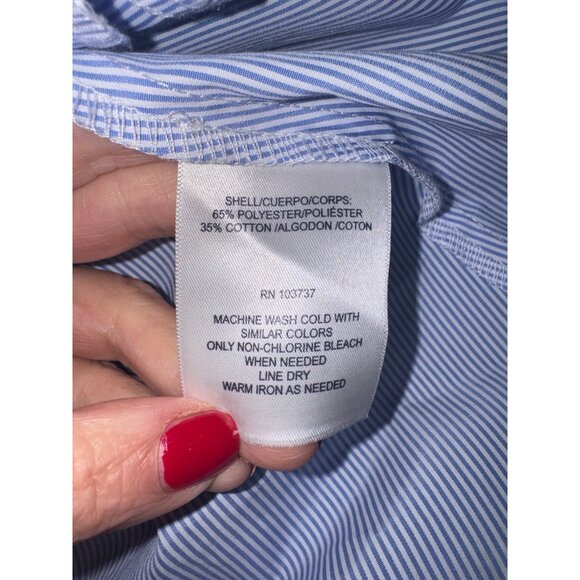 SHELL/CUERPO/CORPS:
65% POLYESTER/POLIÉSTER
35% COTTON /ALGODON /COTON
RN 103737
MACHINE WASH COLD WITH
SIMILAR COLORS
ONLY NON-CHLORINE BLEACH
WHEN NEEDED
LINE DRY
WARM IRON AS NEEDED